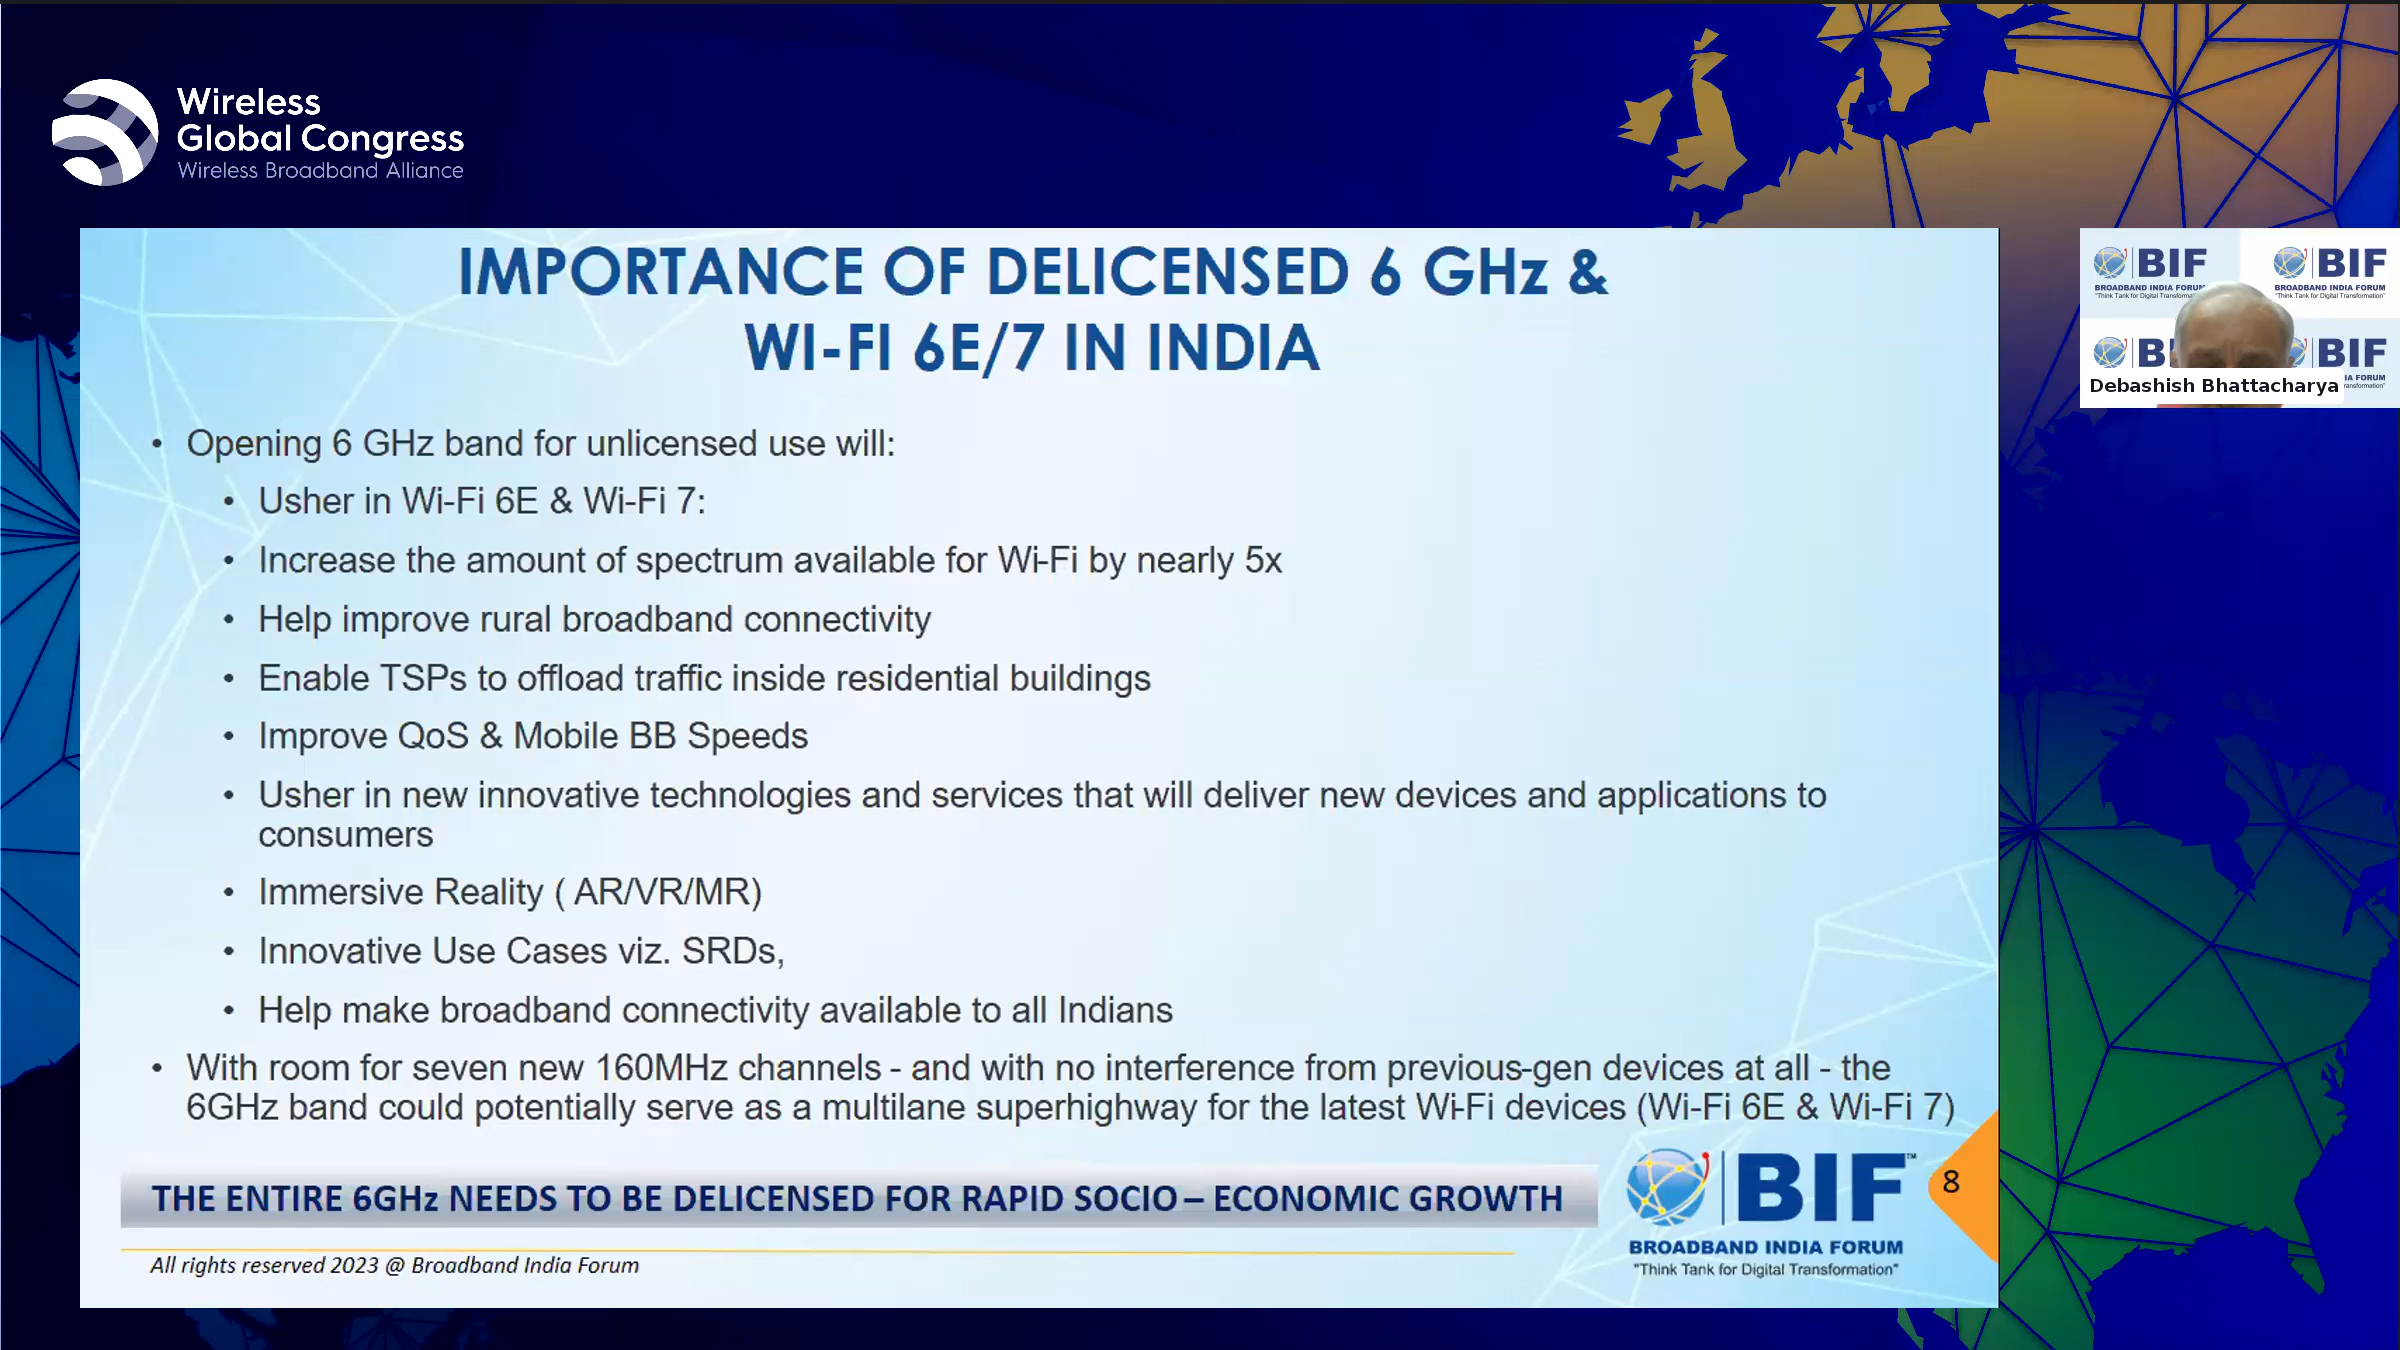 Wireless
Global Congress
Wireless Broadband Alliance
IMPORTANCE OF DELICENSED 6 GHz &
WI-FI 6E/7 IN INDIA
• Opening 6 GHz band for unlicensed use will:
• Usher in Wi-Fi 6E & Wi-Fi 7:
• Increase the amount of spectrum available for Wi-Fi by nearly 5x
• Help improve rural broadband connectivity
• Enable TSPs to offload traffic inside residential buildings
• Improve QoS & Mobile BB Speeds
• Usher in new innovative technologies and services that will deliver new devices and applications to
consumers
• Immersive Reality ( AR/VR/MR)
• Innovative Use Cases viz. SRDs,
• Help make broadband connectivity available to all Indians
• With room for seven new 160MHz channels - and with no interference from previous-gen devices at all - the
6GHz band could potentially serve as a multilane superhighway for the latest Wi-Fi devices (Wi-Fi 6E & Wi-Fi 7)
THE ENTIRE 6GHz NEEDS TO BE DELICENSED FOR RAPID SOCIO – ECONOMIC GROWTH
All rights reserved 2023 @ Broadband India Forum
BIF™
BROADBAND INDIA FORUM
"Think Tank for Digital Transformation"
8
BIF
BROADBAND INDIA FORUM
"Think Tank for Digital
BIF
BROADBAND INDIA FORUM
"Think Tank for Digital Transformation"
BIF
FORUM
Debashish Bhattacharya